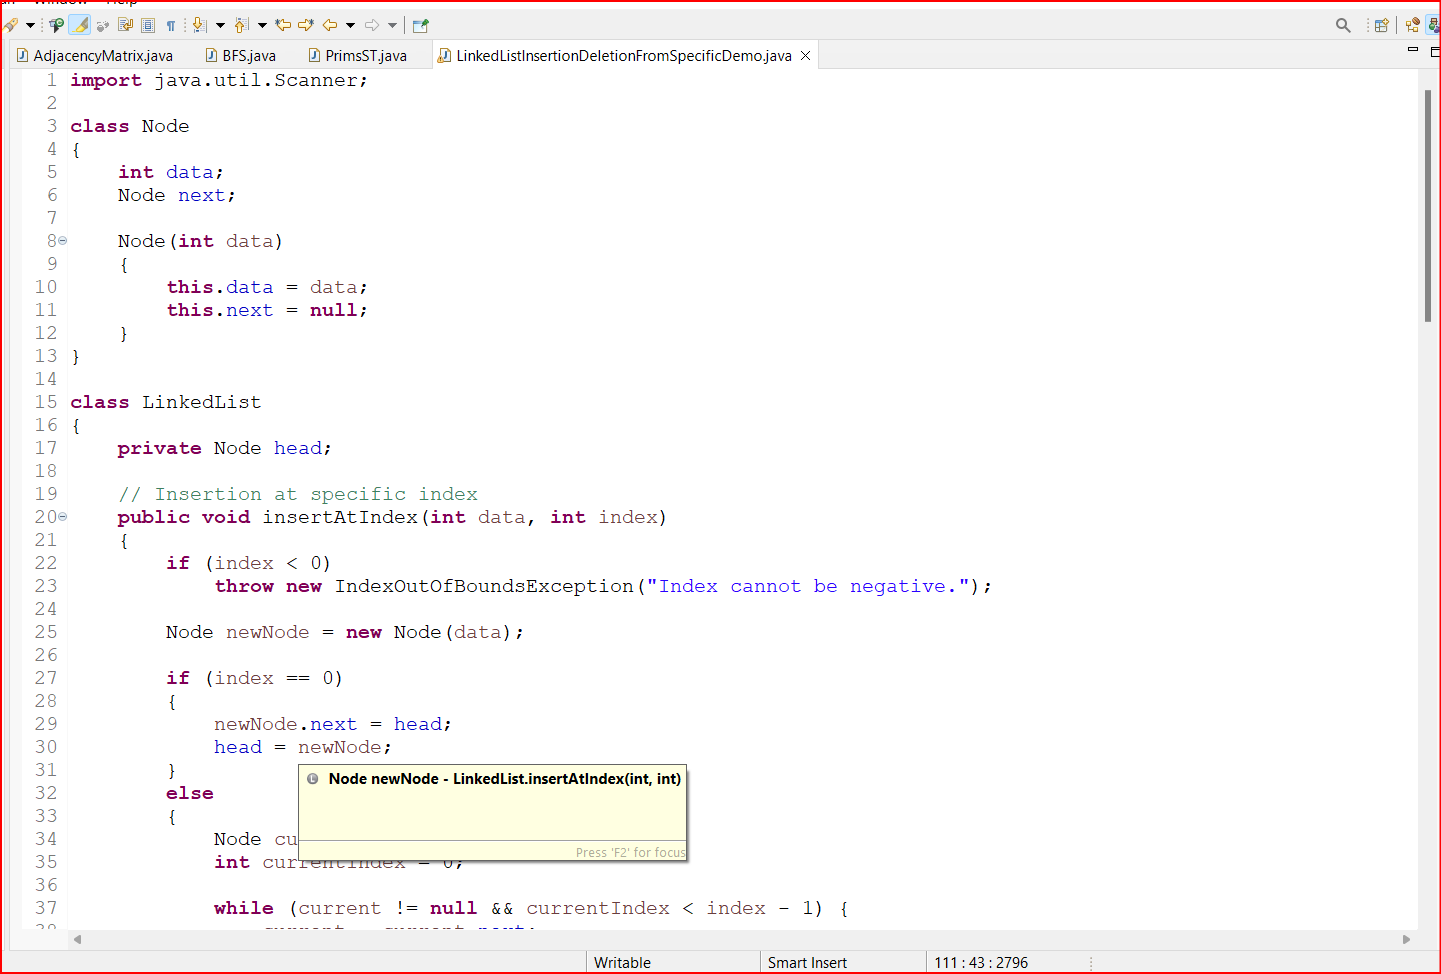 Window Help
AdjacencyMatrix.java BFS.java PrimsST.java LinkedListInsertionDeletionFromSpecificDemo.java
1 import java.util.Scanner;
2
3 class Node
4 {
5     int data;
6     Node next;
7
8     Node(int data)
9     {
10         this.data = data;
11         this.next = null;
12     }
13 }
14
15 class LinkedList
16 {
17     private Node head;
18
19     // Insertion at specific index
20     public void insertAtIndex(int data, int index)
21     {
22         if (index < 0)
23             throw new IndexOutOfBoundsException("Index cannot be negative.");
24
25         Node newNode = new Node(data);
26
27         if (index == 0)
28         {
29             newNode.next = head;
30             head = newNode;
31         }
Node newNode - LinkedList.insertAtIndex(int, int)
32         else
33         {
34             Node cu
Press 'F2' for focus
35             int currentIndex = 0;
36
37             while (current != null && currentIndex < index - 1) {
Writable Smart Insert 111 : 43 : 2796